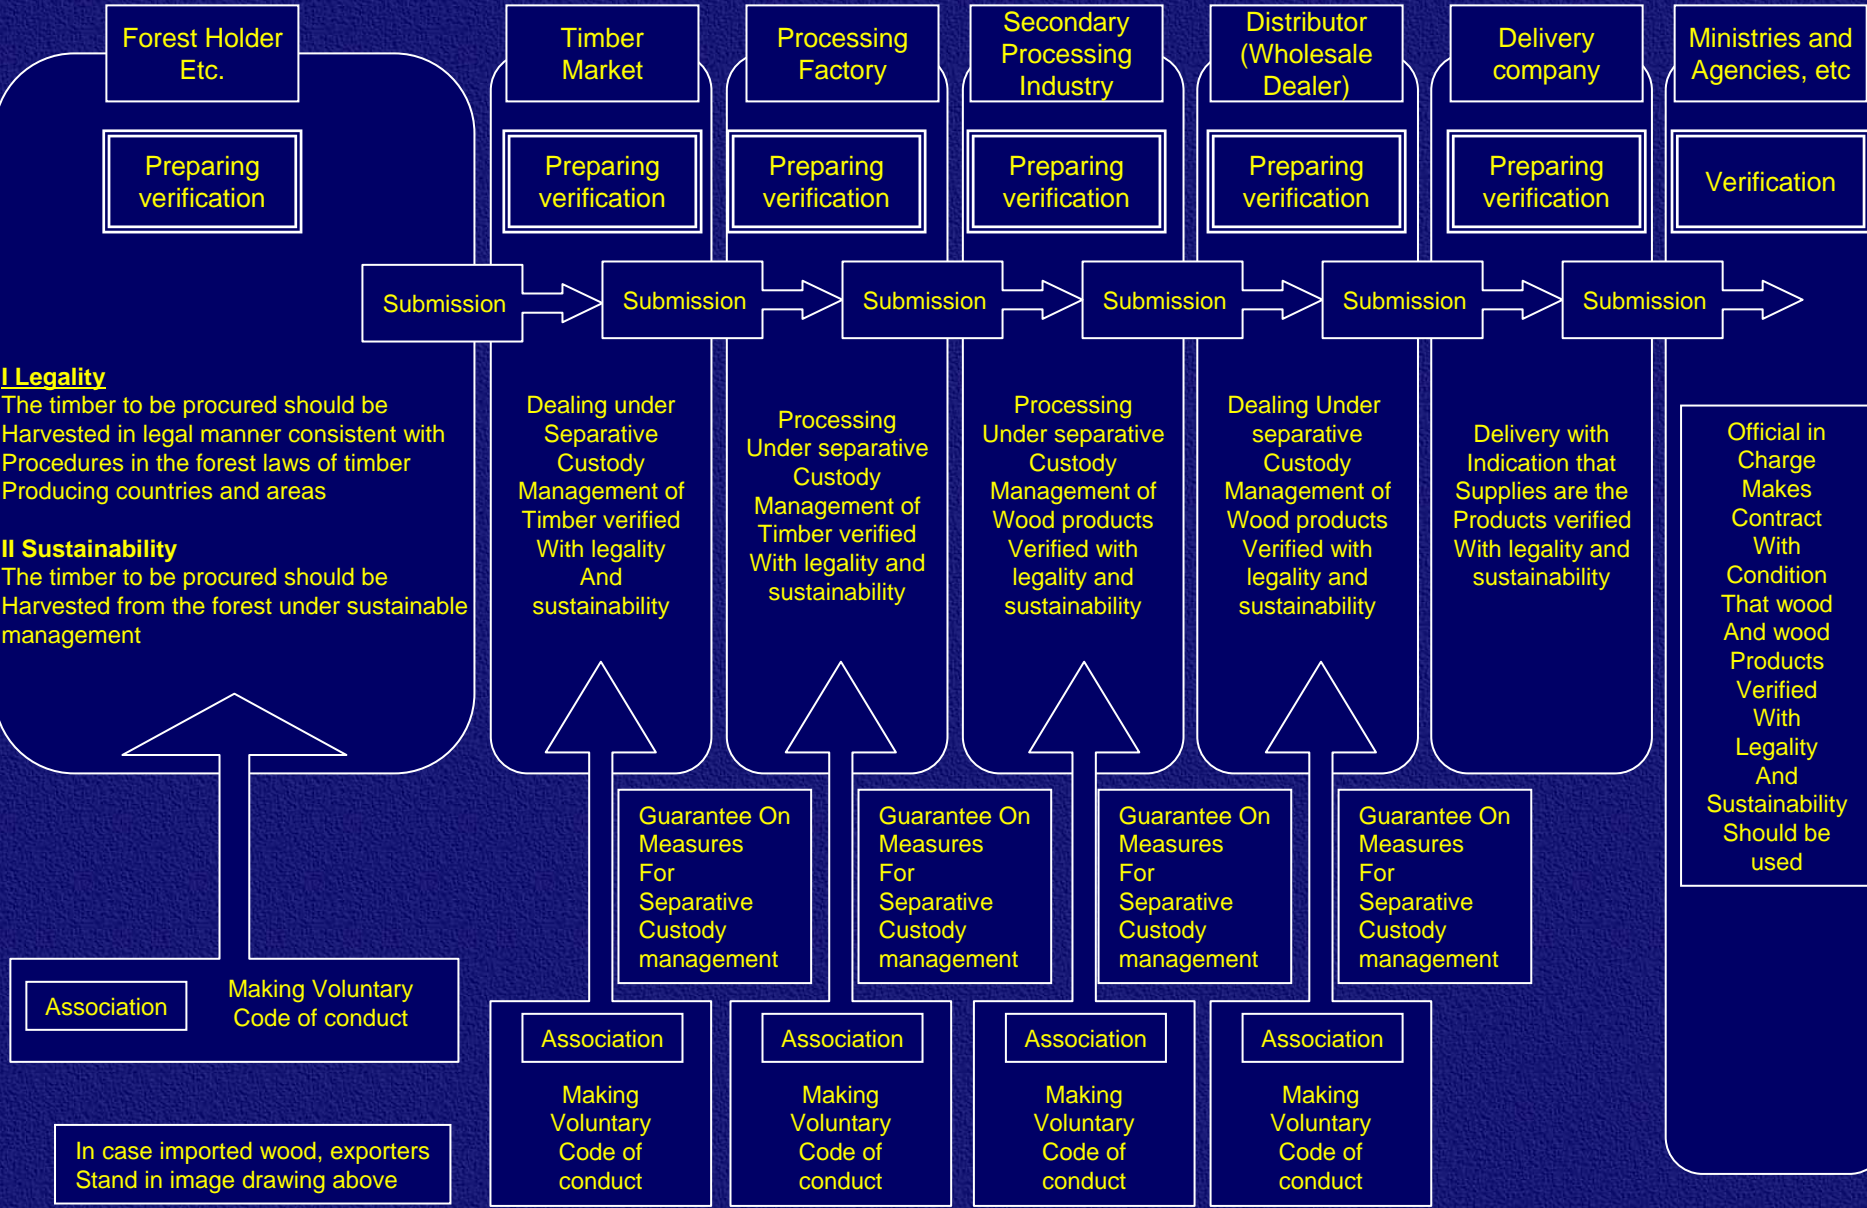 Forest Holder
Etc.
Timber
Market
Processing
Factory
Secondary
Processing
Industry
Distributor
(Wholesale
Dealer)
Delivery
company
Ministries and
Agencies, etc
Preparing
verification
Preparing
verification
Preparing
verification
Preparing
verification
Preparing
verification
Preparing
verification
Verification
Submission
Submission
Submission
Submission
Submission
Submission
I Legality
The timber to be procured should be
Harvested in legal manner consistent with
Procedures in the forest laws of timber
Producing countries and areas
II Sustainability
The timber to be procured should be
Harvested from the forest under sustainable
management
Dealing under
Separative
Custody
Management of
Timber verified
With legality
And
sustainability
Processing
Under separative
Custody
Management of
Timber verified
With legality and
sustainability
Processing
Under separative
Custody
Management of
Wood products
Verified with
legality and
sustainability
Dealing Under
separative
Custody
Management of
Wood products
Verified with
legality and
sustainability
Delivery with
Indication that
Supplies are the
Products verified
With legality and
sustainability
Official in
Charge
Makes
Contract
With
Condition
That wood
And wood
Products
Verified
With
Legality
And
Sustainability
Should be
used
Guarantee On
Measures
For
Separative
Custody
management
Guarantee On
Measures
For
Separative
Custody
management
Guarantee On
Measures
For
Separative
Custody
management
Guarantee On
Measures
For
Separative
Custody
management
Association
Making Voluntary
Code of conduct
Association
Making
Voluntary
Code of
conduct
Association
Making
Voluntary
Code of
conduct
Association
Making
Voluntary
Code of
conduct
Association
Making
Voluntary
Code of
conduct
In case imported wood, exporters
Stand in image drawing above